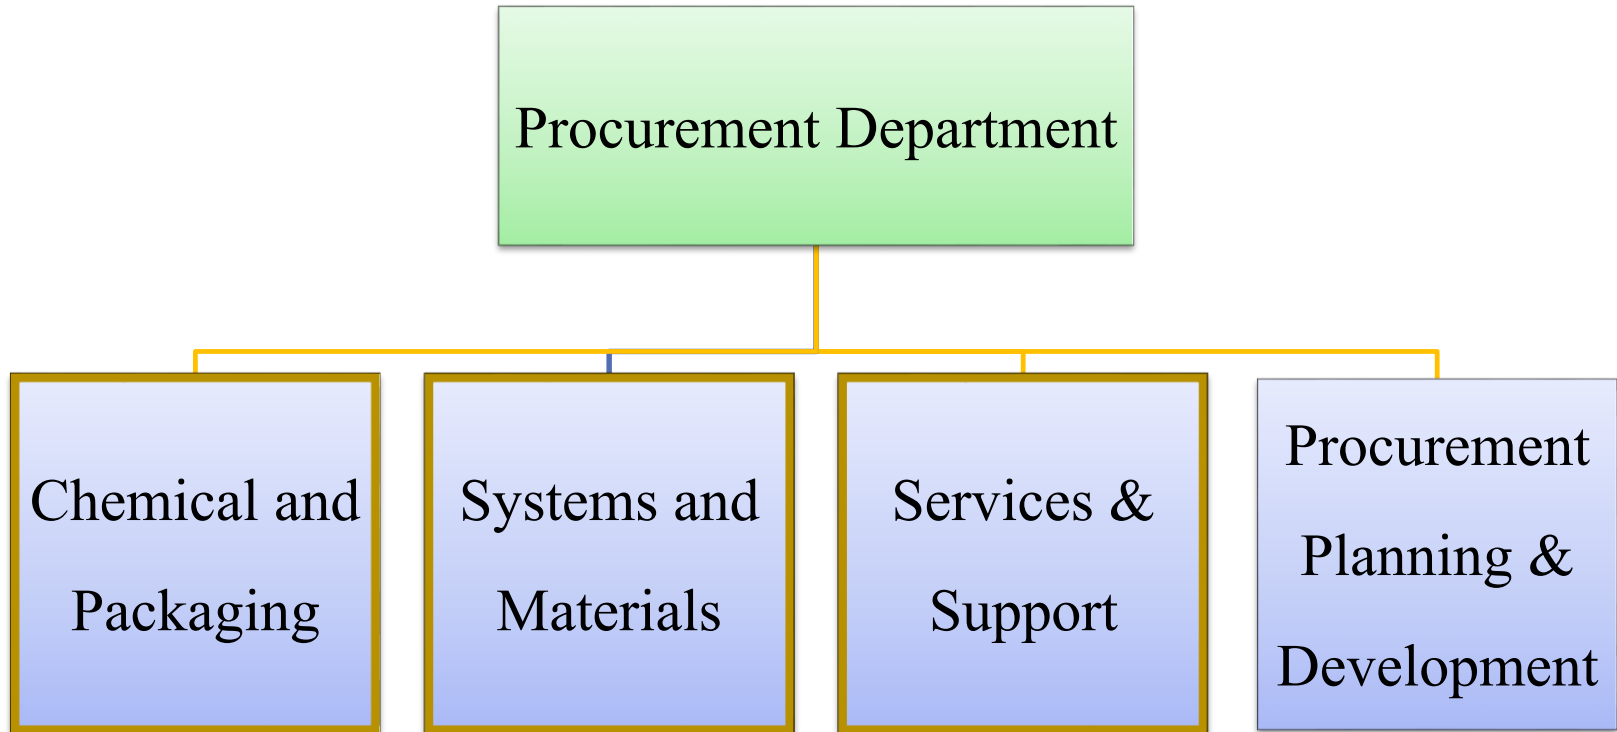 Procurement Department
Chemical and
Packaging
Systems and
Materials
Services &
Support
Procurement
Planning &
Development